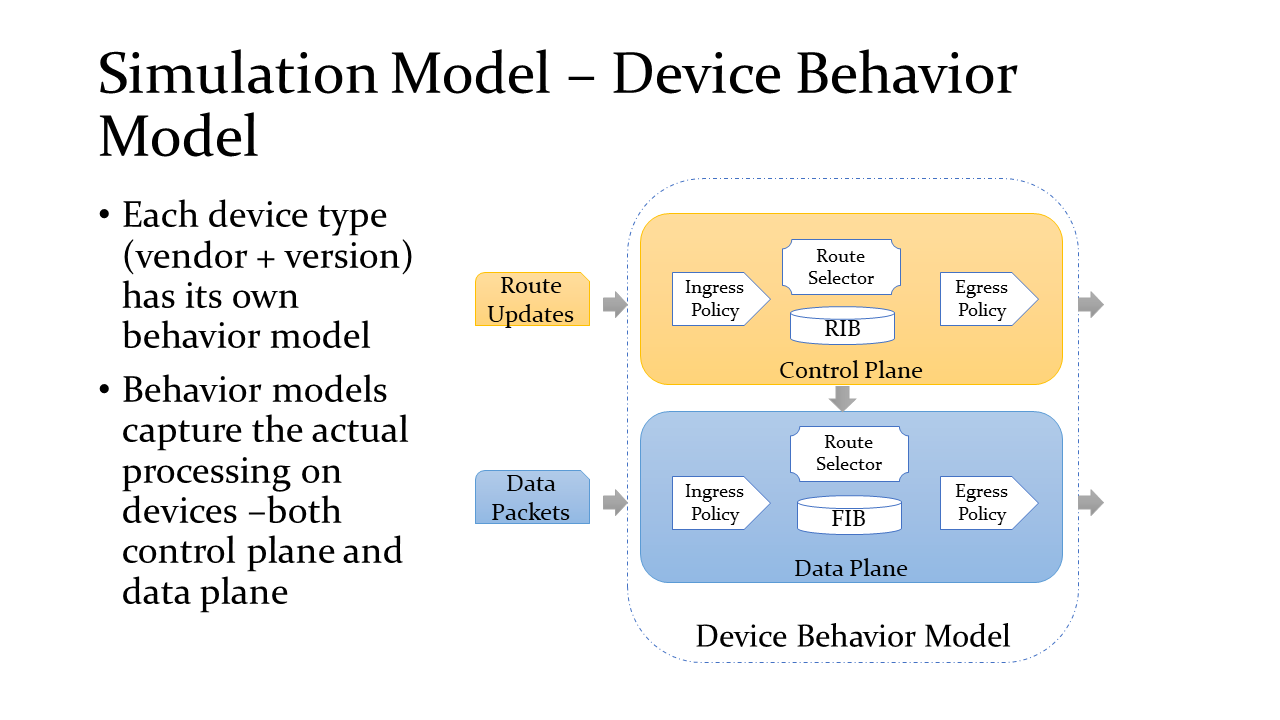 Simulation Model – Device Behavior
Model
• Each device type
(vendor + version)
has its own
behavior model
• Behavior models
capture the actual
processing on
devices –both
control plane and
data plane
Route
Updates
Ingress
Policy
Route
Selector
RIB
Egress
Policy
Control Plane
Data
Packets
Ingress
Policy
Route
Selector
FIB
Egress
Policy
Data Plane
Device Behavior Model